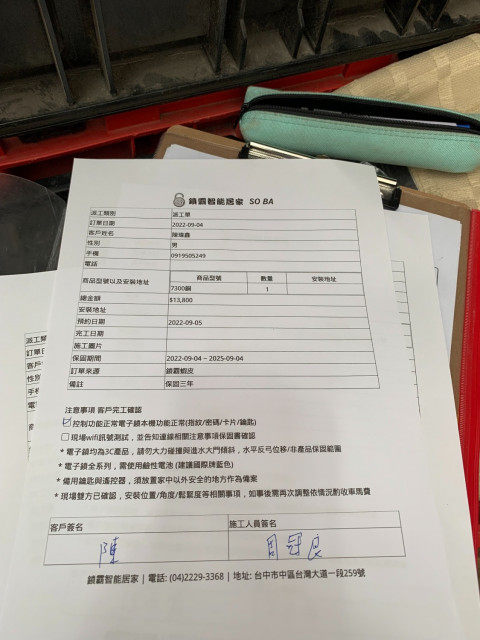 鎖霸智能居家 SO BA
派工類別 派工單
訂單日期 2022-09-04
客戶姓名
性別 男
手機 0919505249
電話
商品型號以及安裝地址 商品型號 數量 安裝地址
7300銅 1
總金額 $13,800
安裝地址
預約日期 2022-09-05
完工日期
施工圖片
保固期間 2022-09-04 ~ 2025-09-04
訂單來源 鎖霸蝦皮
備註 保固三年
注意事項 客戶完工確認
控制功能正常電子鎖本機功能正常(指紋/密碼/卡片/鑰匙)
現場wifi訊號測試，並告知連線相關注意事項保固書確認
* 電子鎖均為3C產品，請勿大力碰撞與進水大門傾斜，水平反弓位移/非產品保固範圍
* 電子鎖全系列，需使用鹼性電池 (建議國際牌藍色)
* 備用鑰匙與遙控器，須放置家中以外安全的地方作為備案
* 現場雙方已確認，安裝位置/角度/鬆緊度等相關事項，如事後需再次調整依情況酌收車馬費
客戶簽名 施工人員簽名
陳 周冠良
鎖霸智能居家 | 電話: (04)2229-3368 | 地址: 台中市中區台灣大道一段259號
派工
訂單
客戶
性別
手
電